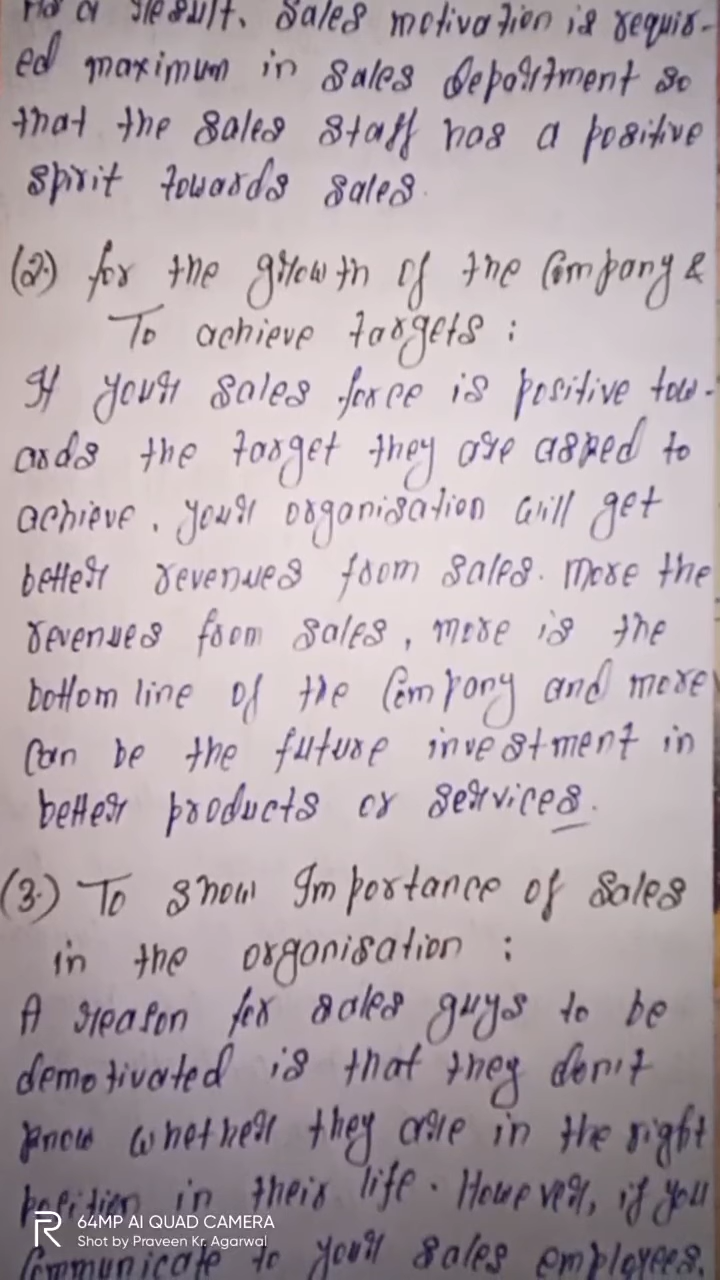 As a result, sales motivation is requir-
ed maximum in sales department so
that the sales staff has a positive
spirit towards sales.
(2.) for the growth of the Company &
To achieve targets :
If your sales force is positive tow-
ards the target they are asked to
achieve, your organisation will get
better revenues from sales. More the
revenues from sales, more is the
bottom line of the Company and more
Can be the future investment in
better products or services.
(3.) To show Importance of Sales
in the organisation :
A reason for sales guys to be
demotivated is that they don't
know whether they are in the right
position in their life. However, if you
Communicate to your sales employees,
R
64MP AI QUAD CAMERA
Shot by Praveen Kr. Agarwal